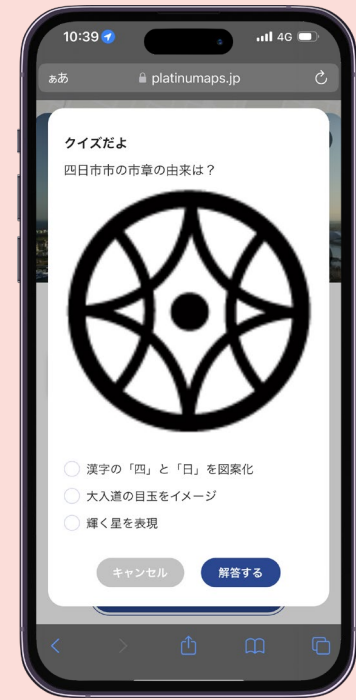 10:39
4G
ぁあ
platinumaps.jp
クイズだよ
四日市市の市章の由来は？
漢字の「四」と「日」を図案化
大入道の目玉をイメージ
輝く星を表現
キャンセル
解答する